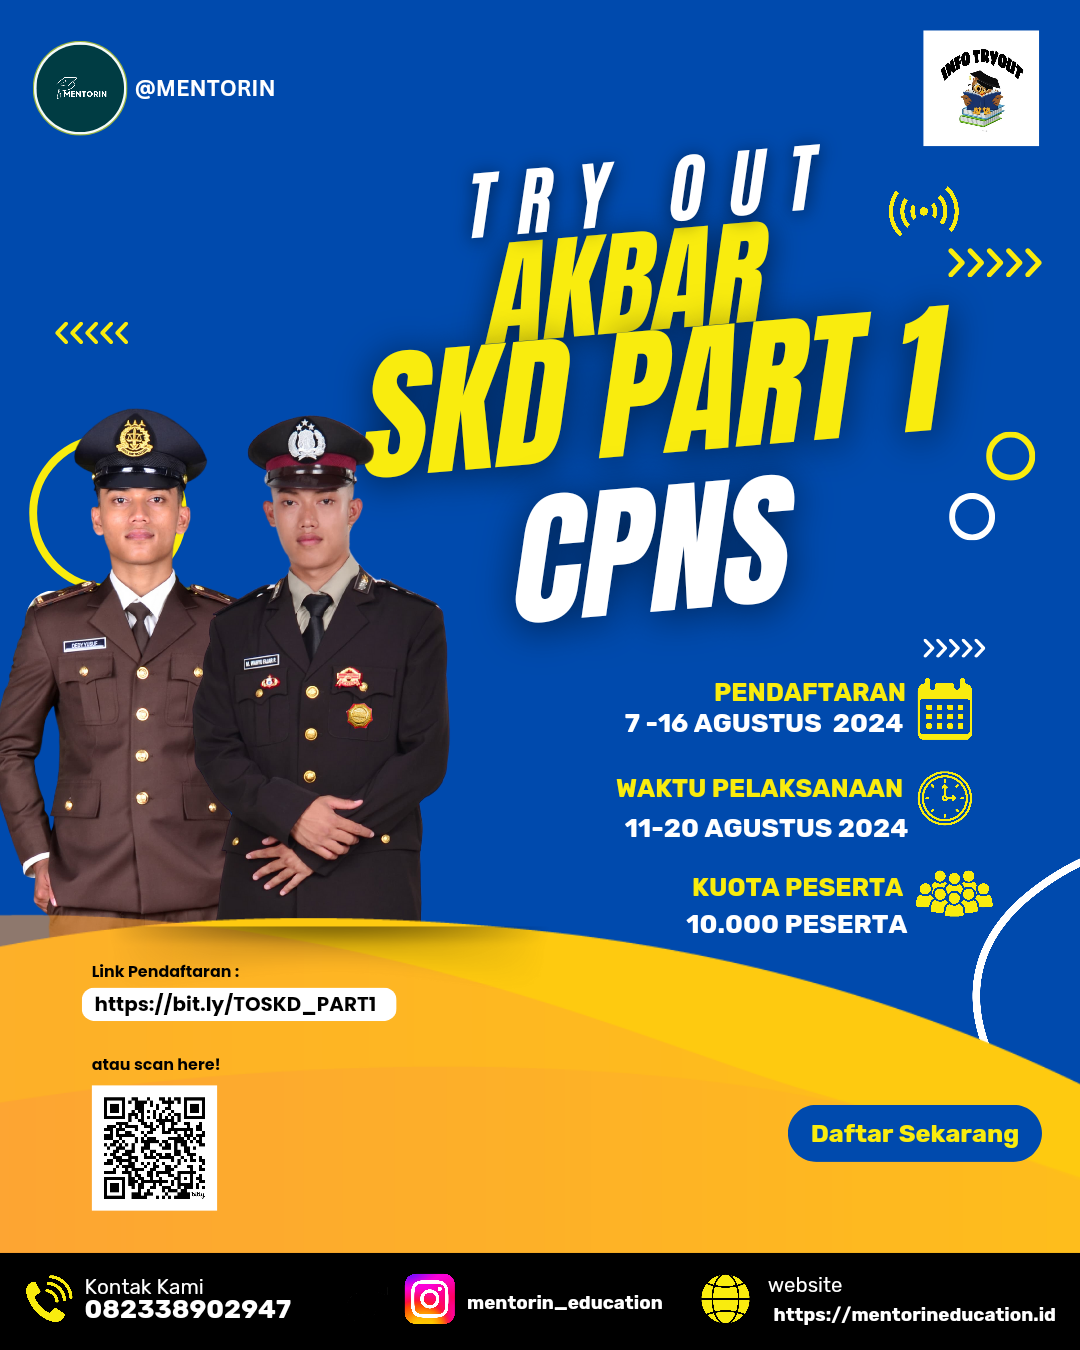 MENTORIN
@MENTORIN
INFO TRYOUT
TRY OUT
AKBAR
SKD PART 1
CPNS
PENDAFTARAN
7 -16 AGUSTUS 2024
WAKTU PELAKSANAAN
11-20 AGUSTUS 2024
KUOTA PESERTA
10.000 PESERTA
Link Pendaftaran :
https://bit.ly/TOSKD_PART1
atau scan here!
bitly
Daftar Sekarang
Kontak Kami
082338902947
mentorin_education
website
https://mentorineducation.id